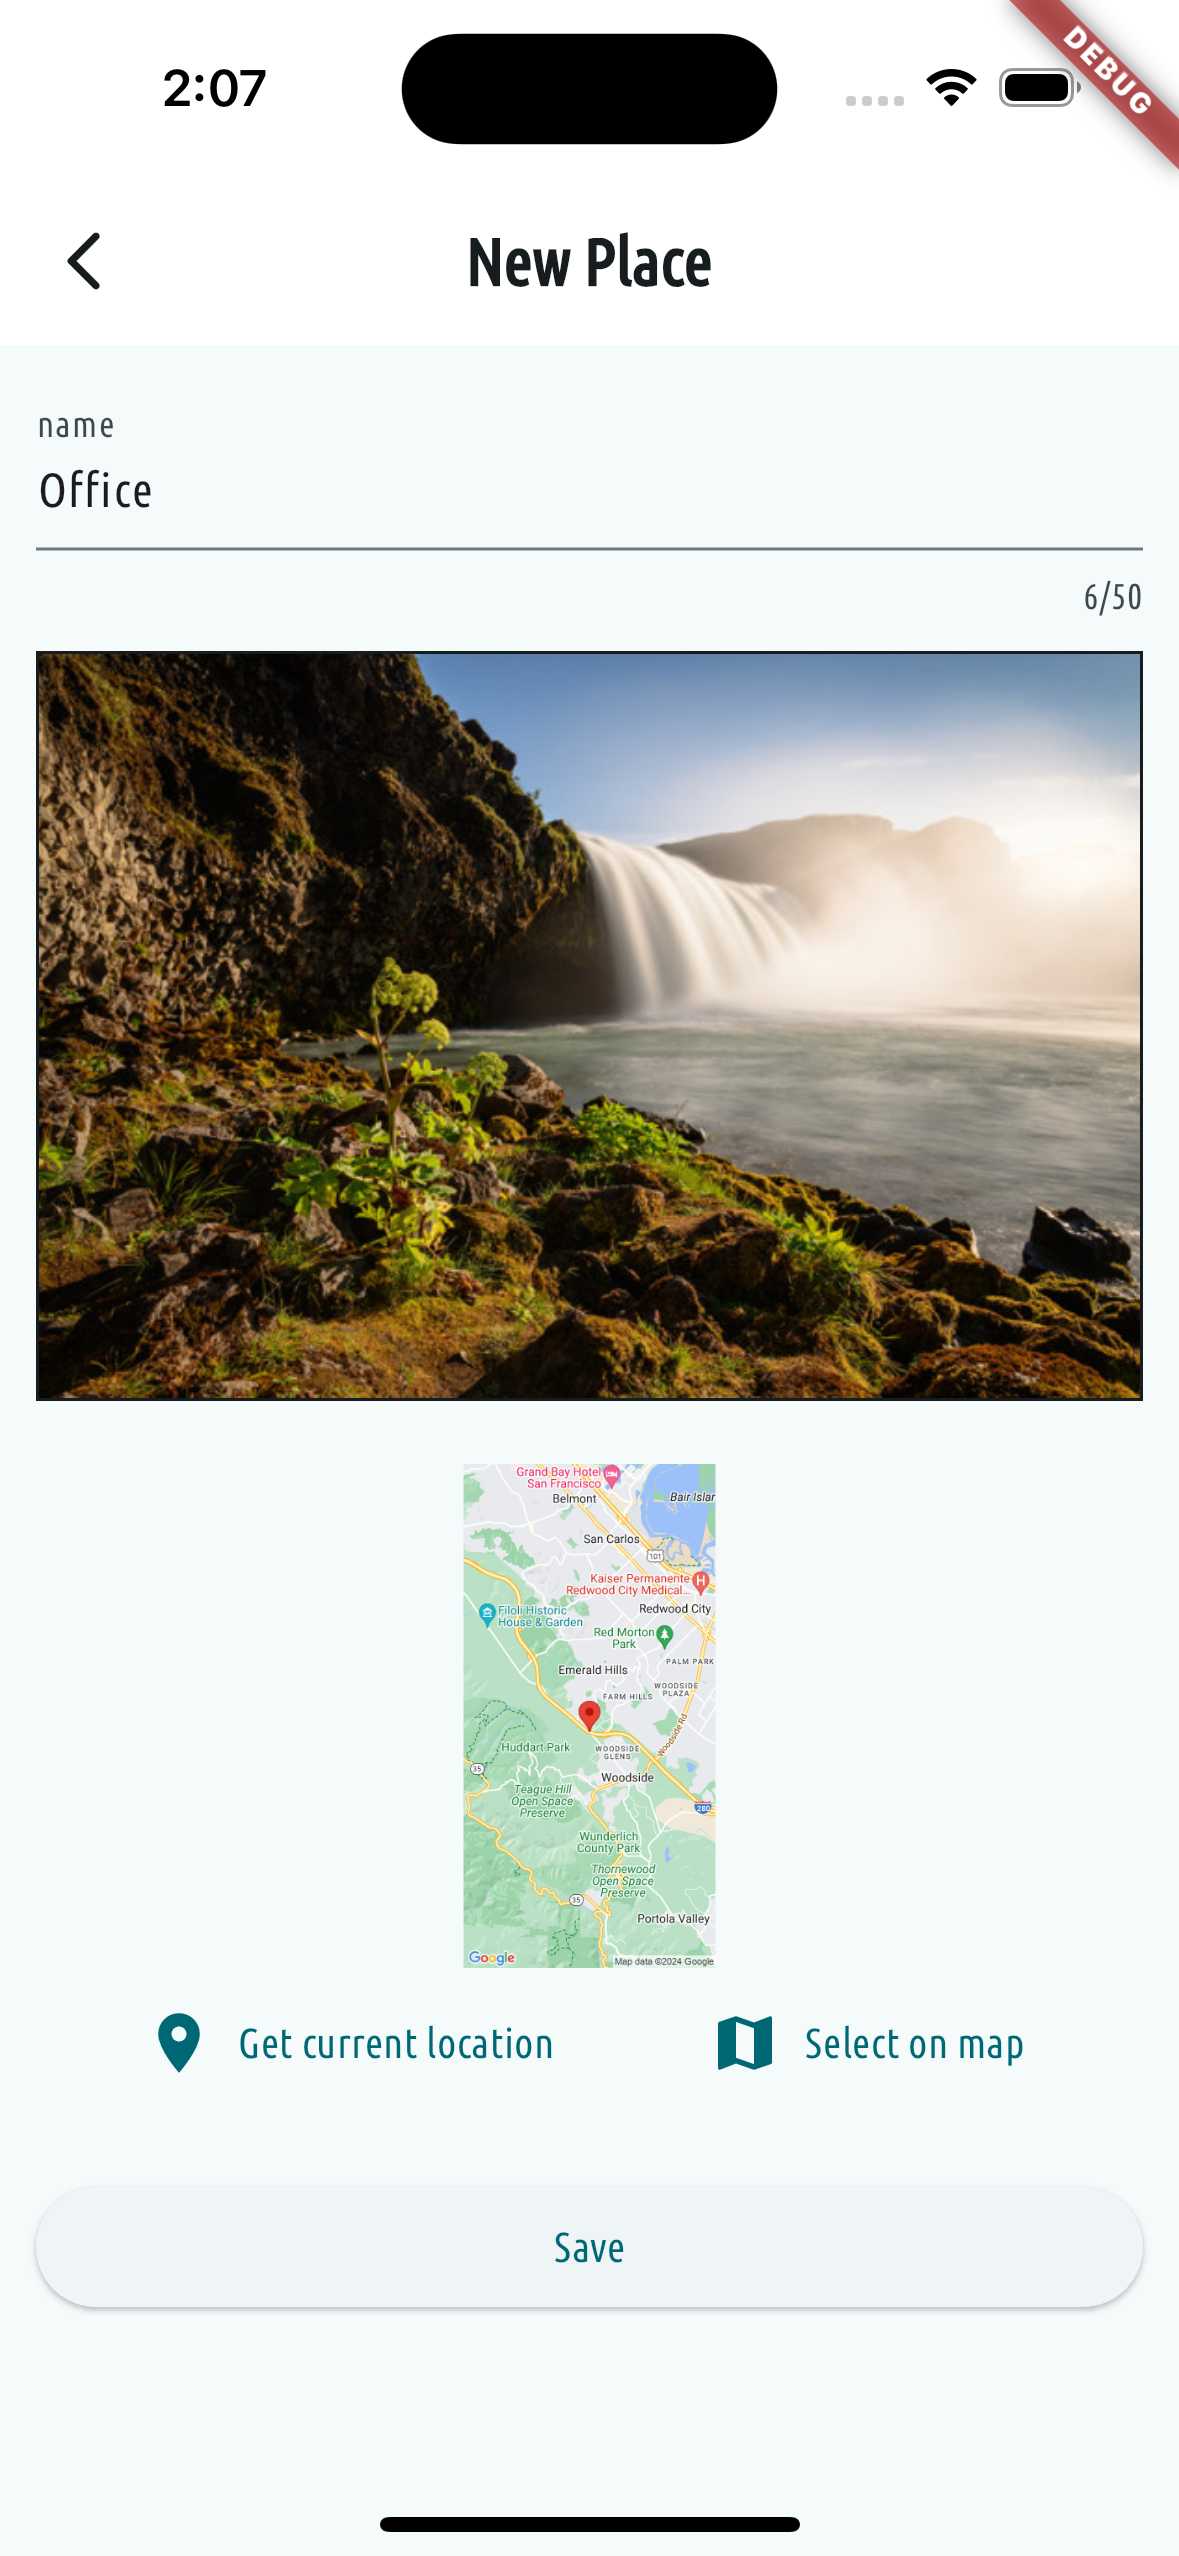 2:07
DEBUG
New Place
name
Office
6/50
Grand Bay Hotel
San Francisco
Belmont
Bair Islar
San Carlos
101
Kaiser Permanente
Redwood City Medical...
Redwood City
Filoli Historic
House & Garden
Red Morton
Park
PALM PARK
Emerald Hills
WOODSIDE
PLAZA
FARM HILLS
Woodside Rd
Huddart Park
WOODSIDE
GLENS
35
Woodside
Teague Hill
Open Space
Preserve
280
Wunderlich
County Park
Thornewood
Open Space
Preserve
35
Portola Valley
Google
Map data ©2024 Google
Get current location
Select on map
Save